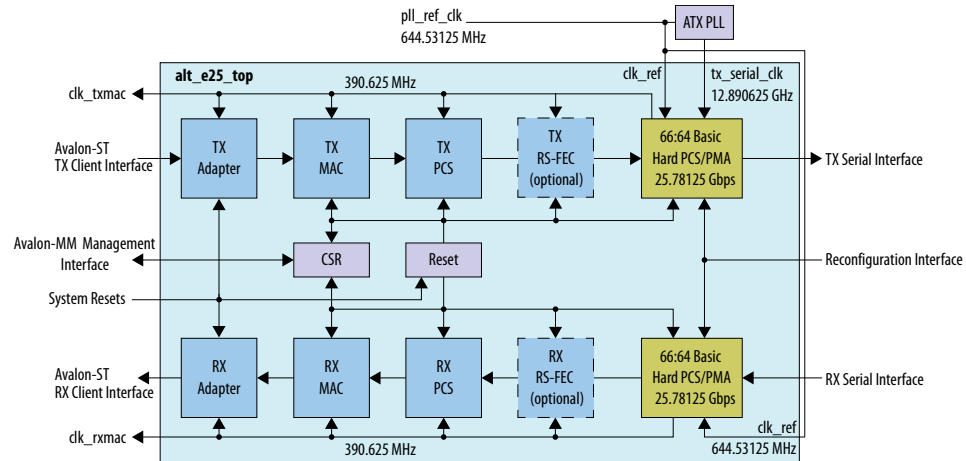 pll_ref_clk
644.53125 MHz
ATX PLL
alt_e25_top
390.625 MHz
clk_ref
tx_serial_clk
12.890625 GHz
clk_txmac
Avalon-ST
TX Client Interface
TX
Adapter
TX
MAC
TX
PCS
TX
RS-FEC
(optional)
66:64 Basic
Hard PCS/PMA
25.78125 Gbps
TX Serial Interface
Avalon-MM Management
Interface
CSR
Reset
Reconfiguration Interface
System Resets
Avalon-ST
RX Client Interface
RX
Adapter
RX
MAC
RX
PCS
RX
RS-FEC
(optional)
66:64 Basic
Hard PCS/PMA
25.78125 Gbps
RX Serial Interface
clk_rxmac
390.625 MHz
clk_ref
644.53125 MHz